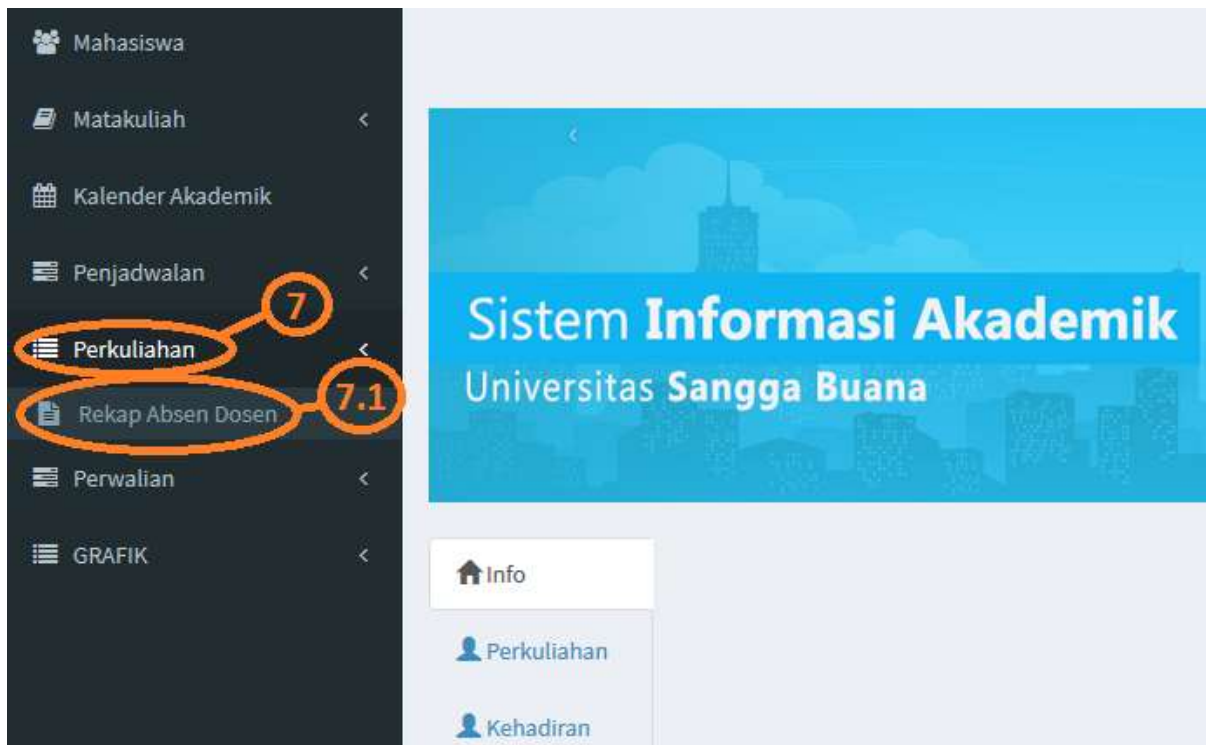 Mahasiswa
Matakuliah
Kalender Akademik
Penjadwalan
7
Perkuliahan
7.1
Rekap Absen Dosen
Perwalian
GRAFIK
Sistem Informasi Akademik
Universitas Sangga Buana
Info
Perkuliahan
Kehadiran